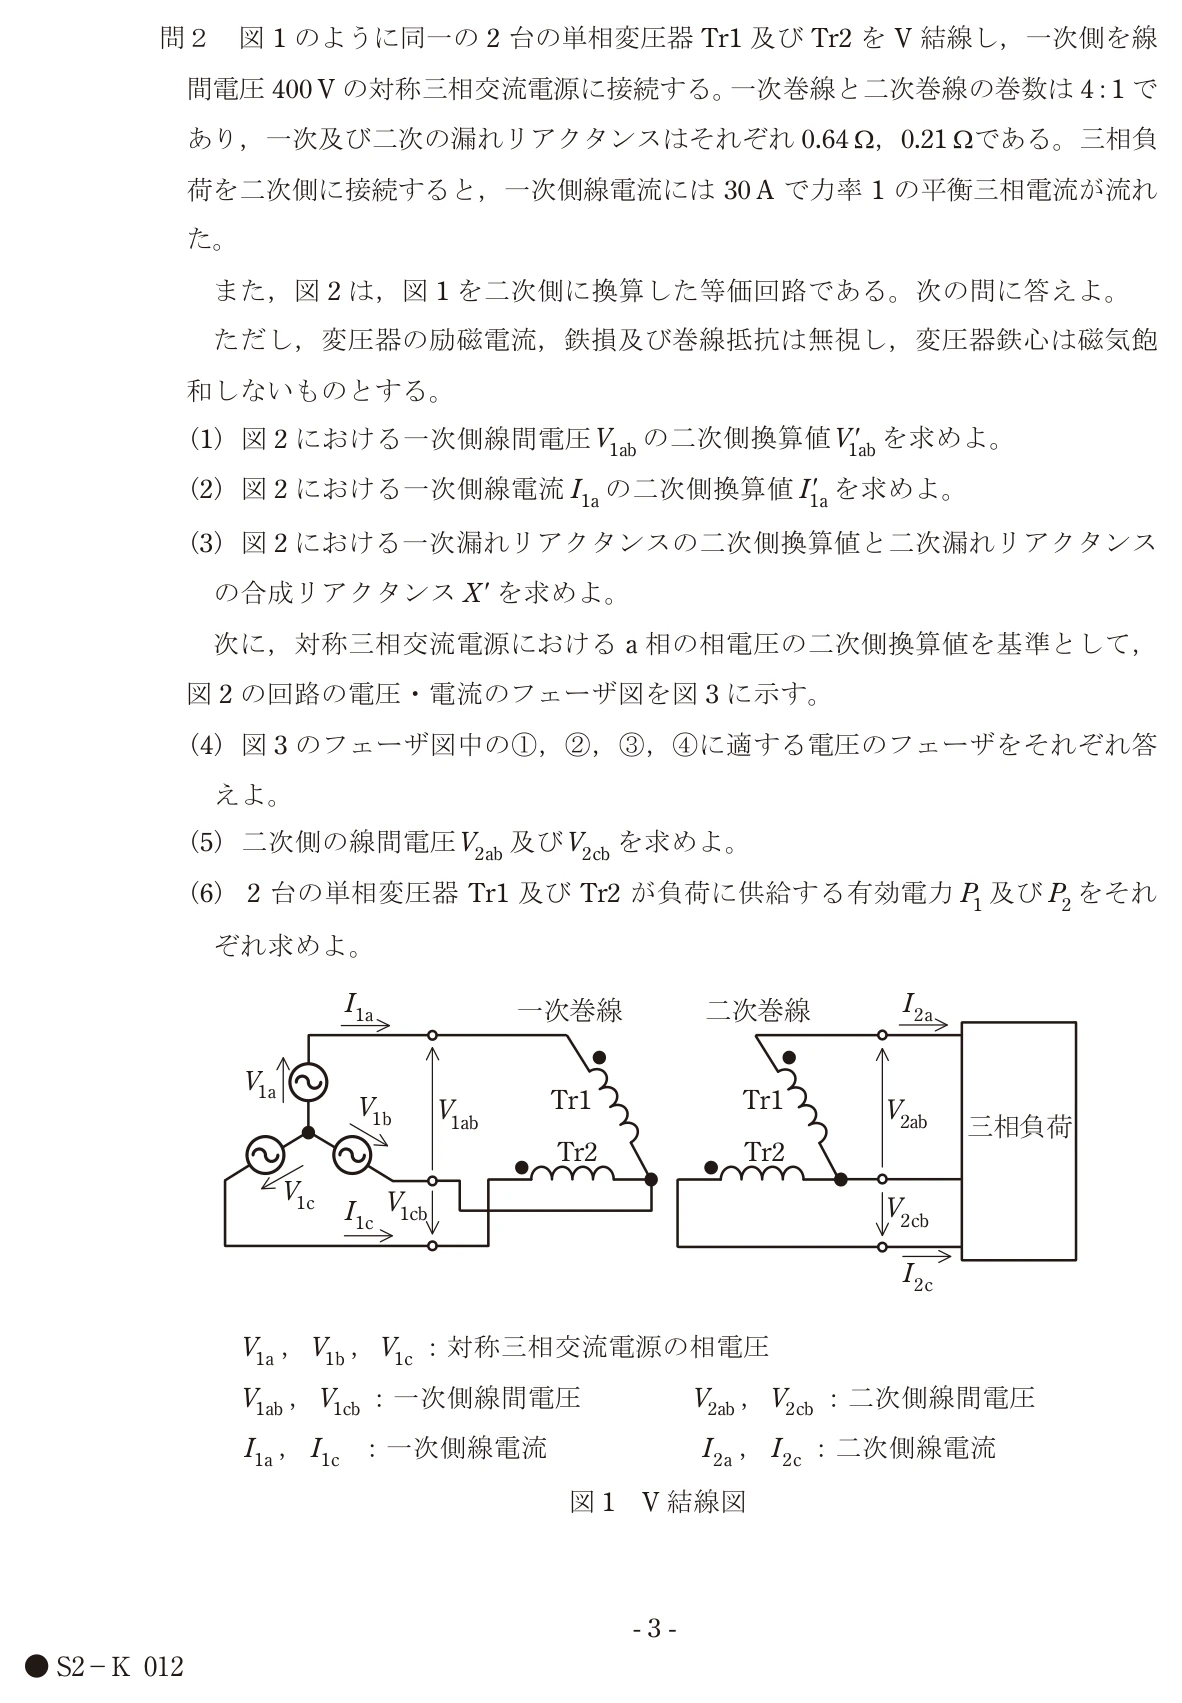 問２　図 1 のように同一の 2 台の単相変圧器 Tr1 及び Tr2 を V 結線し，一次側を線
間電圧 400 V の対称三相交流電源に接続する。一次巻線と二次巻線の巻数は 4 : 1 で
あり，一次及び二次の漏れリアクタンスはそれぞれ 0.64 Ω，0.21 Ωである。三相負
荷を二次側に接続すると，一次側線電流には 30 A で力率 1 の平衡三相電流が流れ
た。
また，図 2 は，図 1 を二次側に換算した等価回路である。次の問に答えよ。
ただし，変圧器の励磁電流，鉄損及び巻線抵抗は無視し，変圧器鉄心は磁気飽
和しないものとする。
(1) 図 2 における一次側線間電圧 V1ab の二次側換算値 V′1ab を求めよ。
(2) 図 2 における一次側線電流 I1a の二次側換算値 I′1a を求めよ。
(3) 図 2 における一次漏れリアクタンスの二次側換算値と二次漏れリアクタンス
の合成リアクタンス X′ を求めよ。
次に，対称三相交流電源における a 相の相電圧の二次側換算値を基準として，
図 2 の回路の電圧・電流のフェーザ図を図 3 に示す。
(4) 図 3 のフェーザ図中の①，②，③，④に適する電圧のフェーザをそれぞれ答
えよ。
(5) 二次側の線間電圧 V2ab 及び V2cb を求めよ。
(6) 2 台の単相変圧器 Tr1 及び Tr2 が負荷に供給する有効電力 P1 及び P2 をそれ
ぞれ求めよ。
I1a 一次巻線 二次巻線 I2a
V1a V1b V1ab Tr1 Tr1 V2ab 三相負荷
Tr2 Tr2
V1c I1c V1cb V2cb
I2c
V1a， V1b， V1c：対称三相交流電源の相電圧
V1ab， V1cb：一次側線間電圧 V2ab， V2cb：二次側線間電圧
I1a， I1c ：一次側線電流 I2a， I2c：二次側線電流
図 1　V 結線図
- 3 -
● S2－K 012